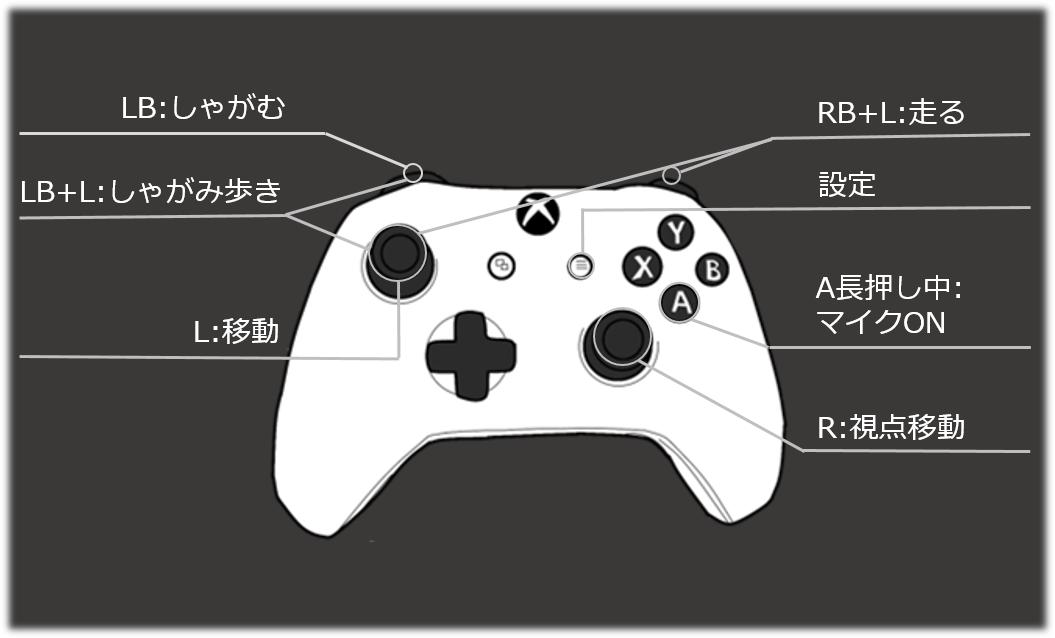 LB:しゃがむ
LB+L:しゃがみ歩き
L:移動
RB+L:走る
設定
Y
X
B
A
A長押し中:
マイクON
R:視点移動